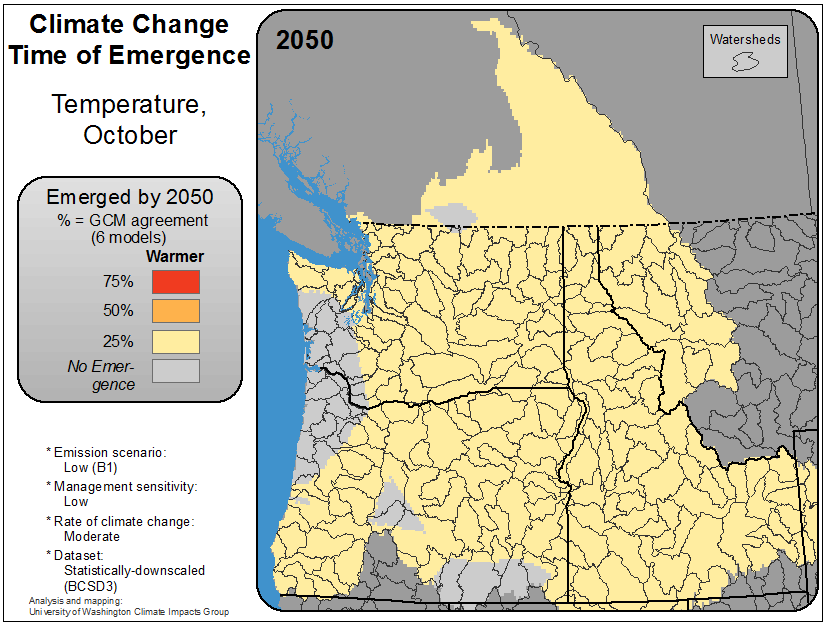 Climate Change
Time of Emergence
Temperature,
October
Emerged by 2050
% = GCM agreement
(6 models)
Warmer
75%
50%
25%
No Emer-
gence
* Emission scenario:
Low (B1)
* Management sensitivity:
Low
* Rate of climate change:
Moderate
* Dataset:
Statistically-downscaled
(BCSD3)
Analysis and mapping:
University of Washington Climate Impacts Group
2050
Watersheds